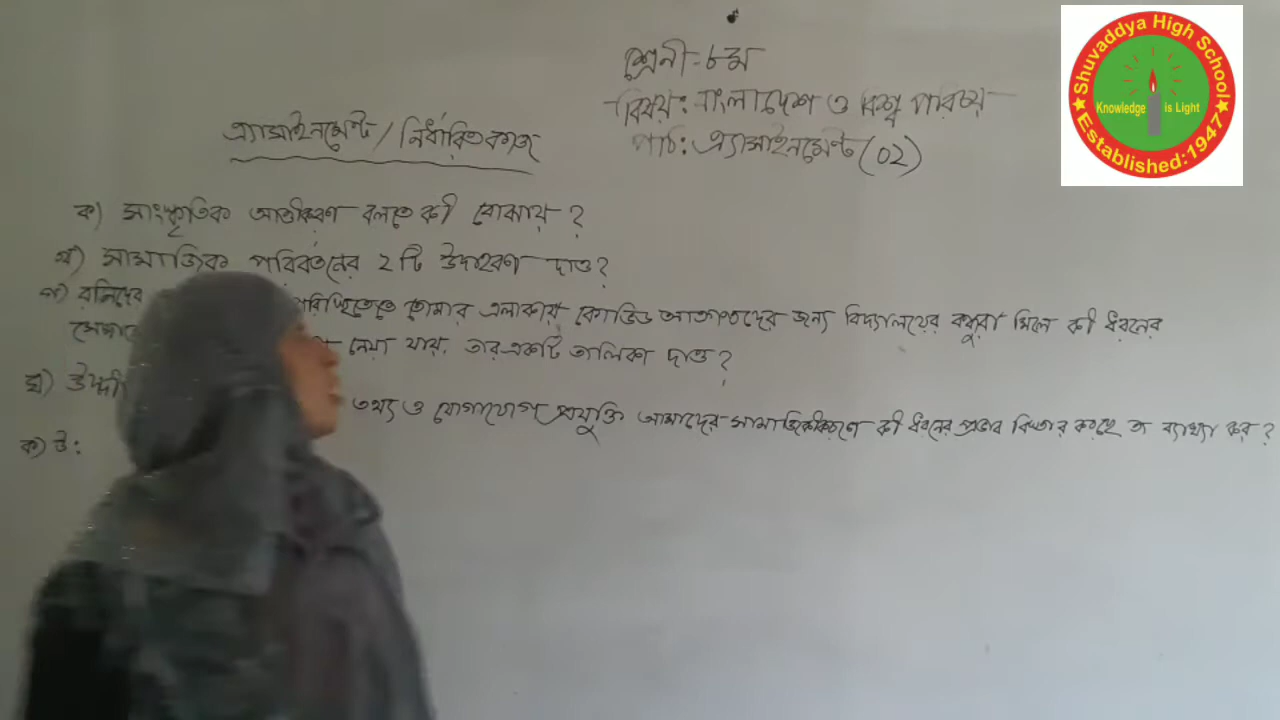 শ্রেনী-৮ম
বিষয়: বাংলাদেশ ও বিশ্ব পরিচয়
পাঠ: এ্যাসাইনমেন্ট (০২)
এ্যাসাইনমেন্ট / নির্ধারিত কাজ
ক) সাংস্কৃতিক আত্তীকরণ বলতে কী বোঝায়?
খ) সামাজিক পরিবর্তনের ২টি উদাহরণ দাও?
গ) তোমার এলাকায় কোভিড আক্রান্তদের জন্য বিদ্যালয়ের বন্ধুরা মিলে কী ধরনের
নেয়া যায়, তার একটি তালিকা দাও?
ঘ) তথ্য ও যোগাযোগ প্রযুক্তি আমাদের সামাজিকীকরণে কী ধরনের প্রভাব বিস্তার করছে তা ব্যাখ্যা কর?
ক) উ:
Shuvaddya High School
Knowledge is Light
Established:1947